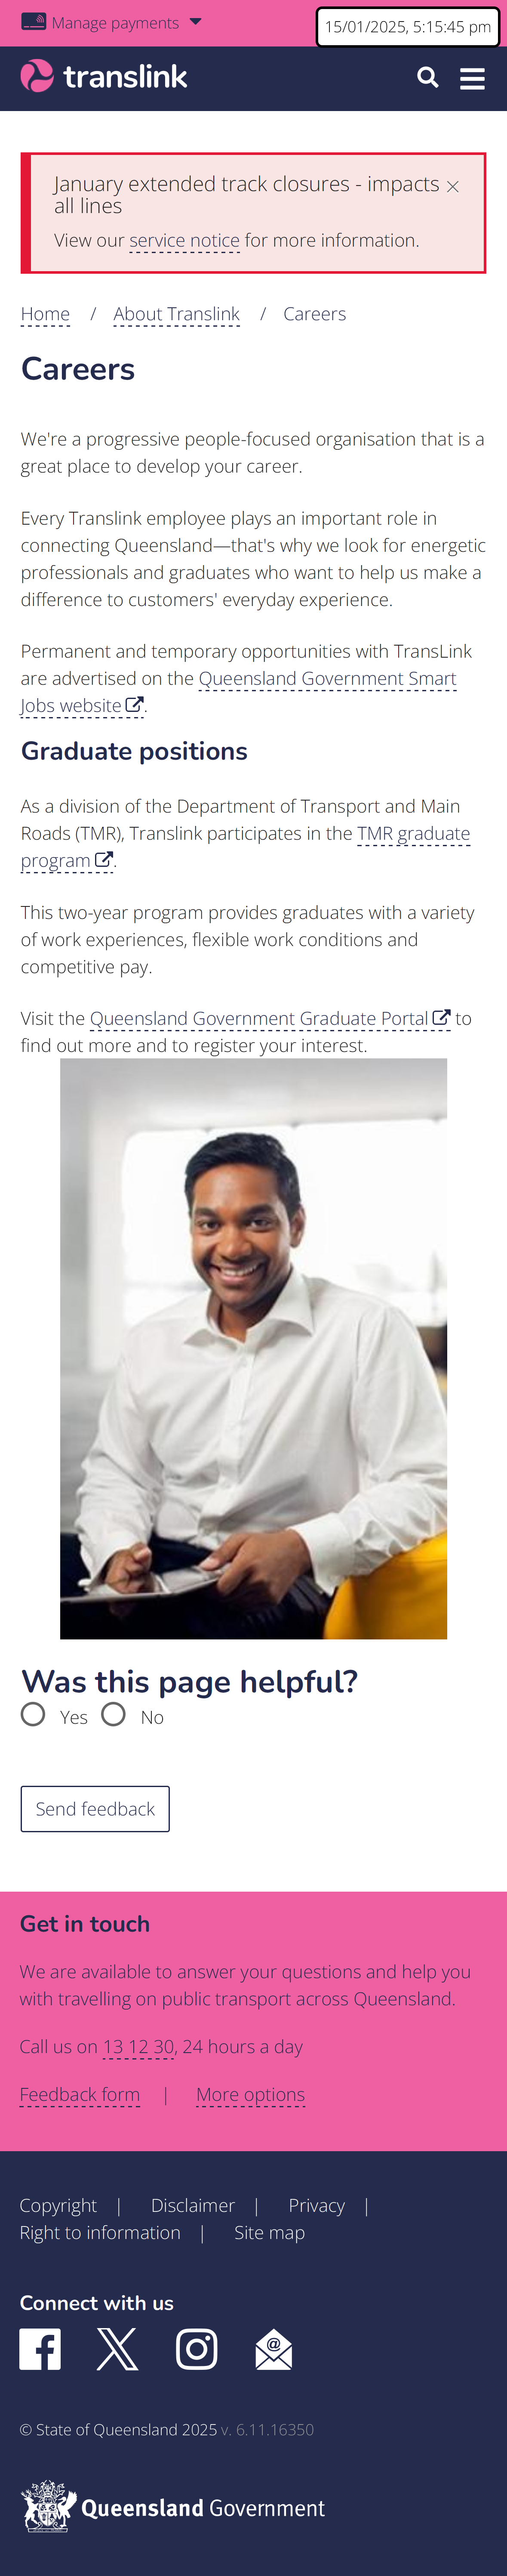 Manage payments
15/01/2025, 5:15:45 pm
translink
January extended track closures - impacts
all lines
View our service notice for more information.
Home / About Translink / Careers
Careers
We're a progressive people-focused organisation that is a
great place to develop your career.
Every Translink employee plays an important role in
connecting Queensland—that's why we look for energetic
professionals and graduates who want to help us make a
difference to customers' everyday experience.
Permanent and temporary opportunities with TransLink
are advertised on the Queensland Government Smart
Jobs website.
Graduate positions
As a division of the Department of Transport and Main
Roads (TMR), Translink participates in the TMR graduate
program.
This two-year program provides graduates with a variety
of work experiences, flexible work conditions and
competitive pay.
Visit the Queensland Government Graduate Portal to
find out more and to register your interest.
Was this page helpful?
Yes No
Send feedback
Get in touch
We are available to answer your questions and help you
with travelling on public transport across Queensland.
Call us on 13 12 30, 24 hours a day
Feedback form | More options
Copyright | Disclaimer | Privacy |
Right to information | Site map
Connect with us
© State of Queensland 2025 v. 6.11.16350
Queensland Government